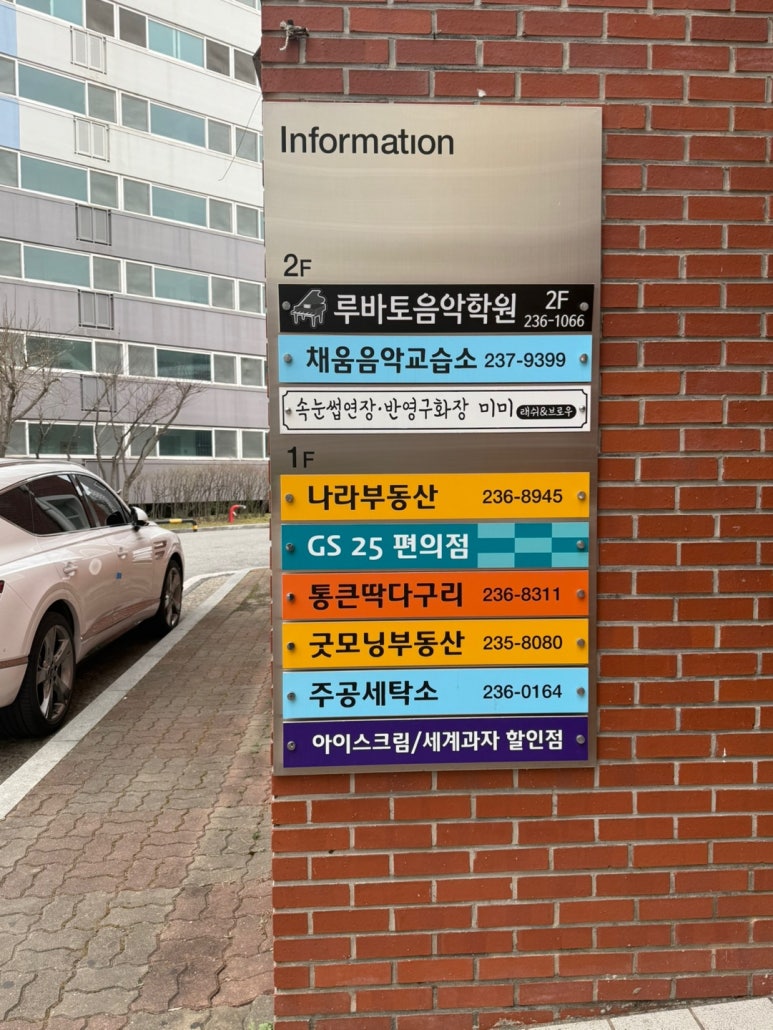 Information
2F
루바토음악학원 2F 236-1066
채움음악교습소 237-9399
속눈썹연장·반영구화장 미미 래쉬&브로우
1F
나라부동산 236-8945
GS 25 편의점
통큰딱다구리 236-8311
굿모닝부동산 235-8080
주공세탁소 236-0164
아이스크림/세계과자 할인점